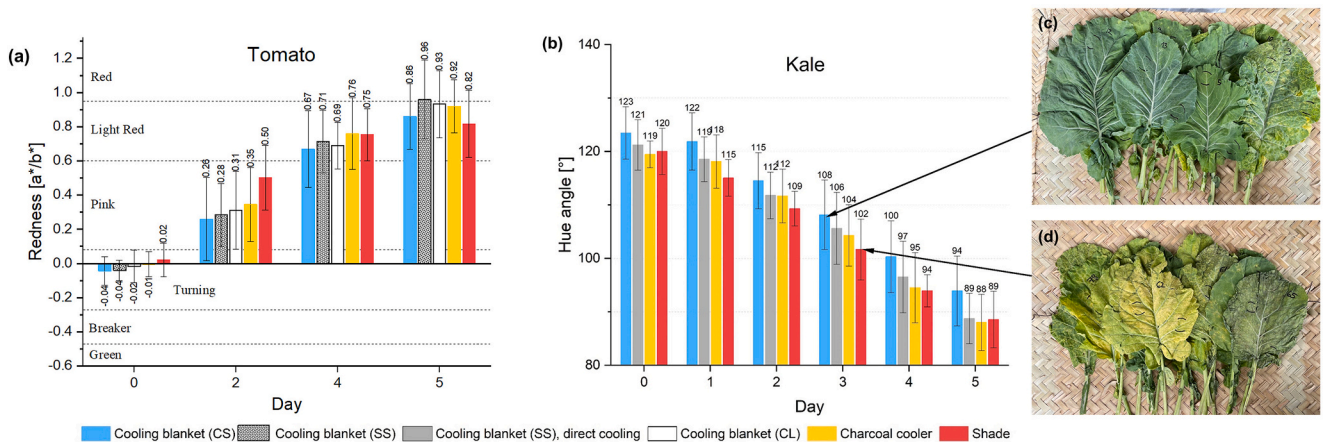 (a)
Tomato
Redness [a*/b*]
1.2
1.0
0.8
0.6
0.4
0.2
0.0
-0.2
-0.4
-0.6
Red
Light Red
Pink
Turning
Breaker
Green
-0.04
-0.04
-0.02
-0.01
0.02
0.26
0.28
0.31
0.35
0.50
0.67
0.71
0.69
0.76
0.75
0.86
0.96
0.93
0.92
0.82
0 2 4 5
Day
(b)
Kale
Hue angle [°]
140
120
100
80
123 121 119 120
122 119 118 115
115 112 112 109
108 106 104 102
100 97 95 94
94 89 88 89
0 1 2 3 4 5
Day
(c)
(d)
Cooling blanket (CS) Cooling blanket (SS) Cooling blanket (SS), direct cooling Cooling blanket (CL) Charcoal cooler Shade